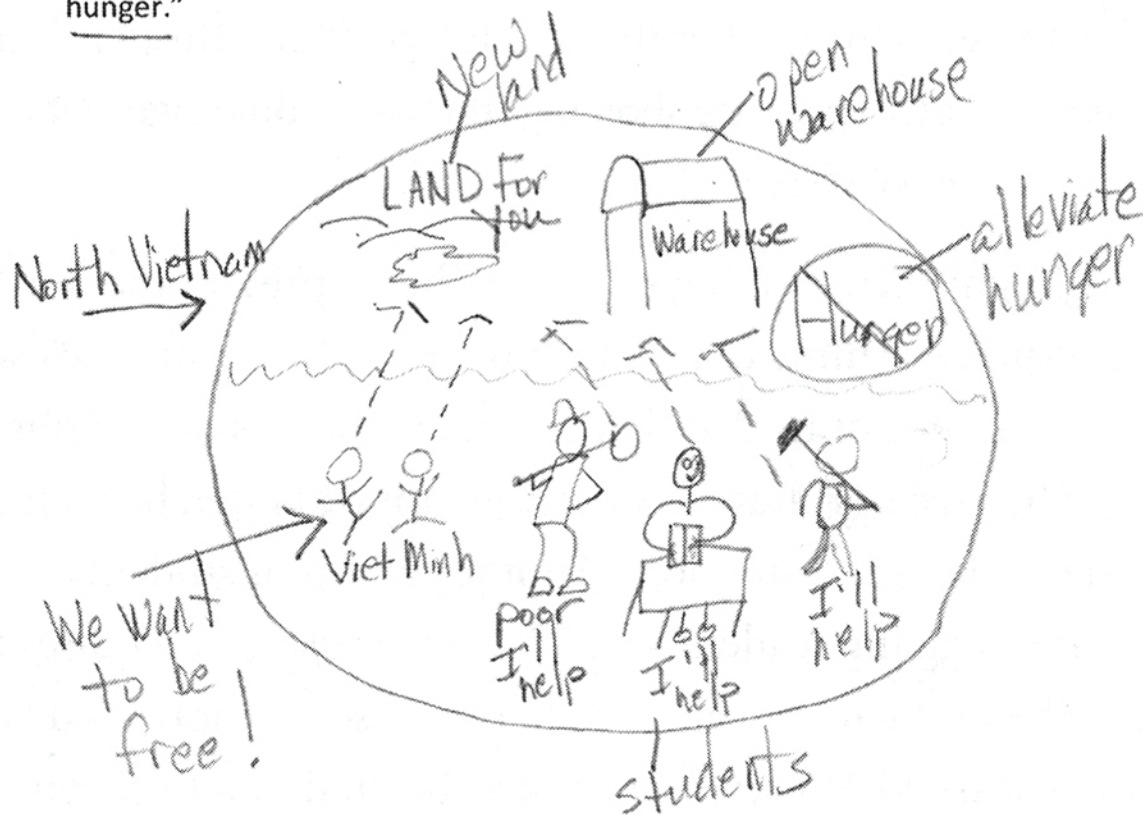 hunger."
New
land
open
warehouse
LAND For
you
Warehouse
alleviate
hunger
North Vietnam
Hunger
Viet Minh
We want
to be
free!
poor
I'll
help
I'll
help
I'll
help
students